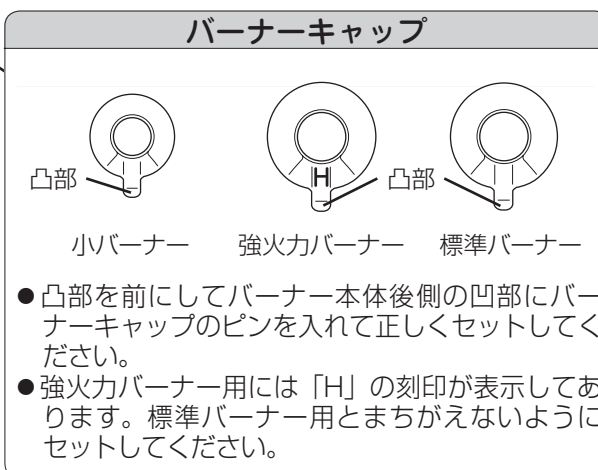 バーナーキャップ
H
凸部
凸部
小バーナー
強火力バーナー
標準バーナー
●凸部を前にしてバーナー本体後側の凹部にバー
ナーキャップのピンを入れて正しくセットしてく
ださい。
●強火力バーナー用には「H」の刻印が表示してあ
ります。標準バーナー用とまちがえないように
セットしてください。